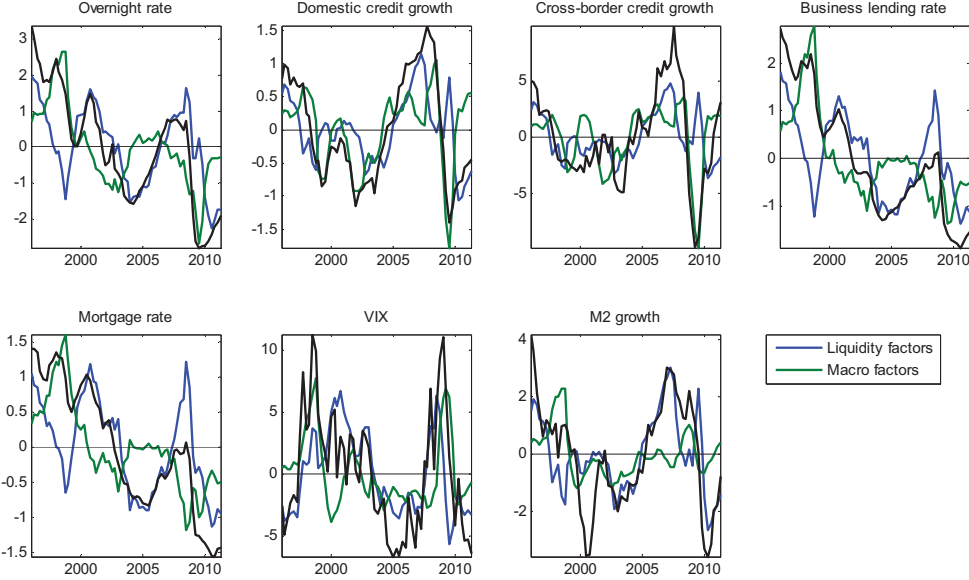 Overnight rate
3
2
1
0
-1
-2
2000 2005 2010
Domestic credit growth
1.5
1
0.5
0
-0.5
-1
-1.5
2000 2005 2010
Cross-border credit growth
5
0
-5
2000 2005 2010
Business lending rate
2
1
0
-1
2000 2005 2010
Mortgage rate
1.5
1
0.5
0
-0.5
-1
-1.5
2000 2005 2010
VIX
10
5
0
-5
2000 2005 2010
M2 growth
4
2
0
-2
2000 2005 2010
Liquidity factors
Macro factors